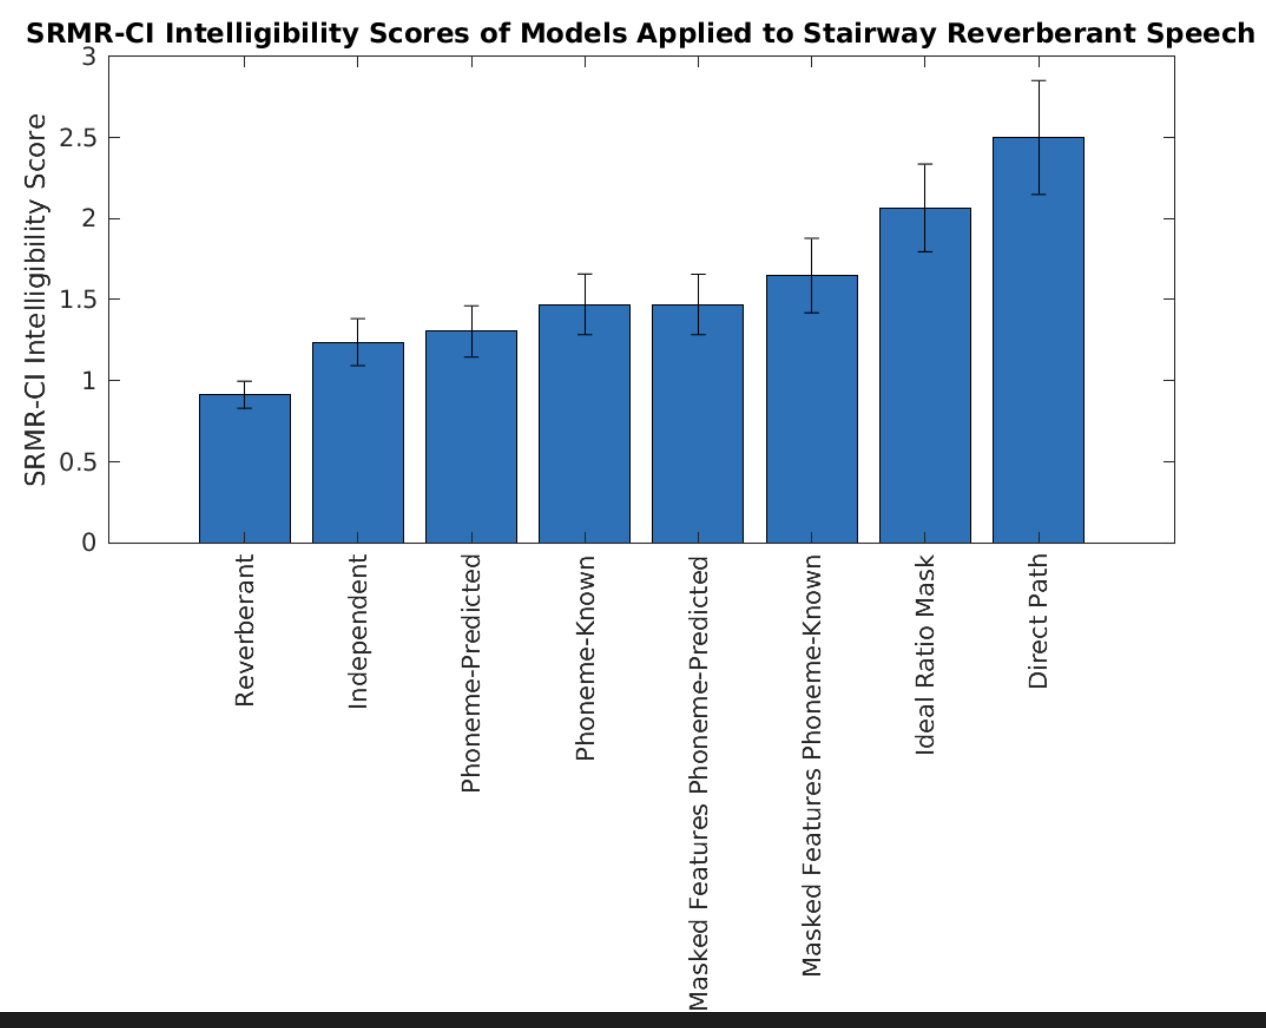 SRMR-CI Intelligibility Scores of Models Applied to Stairway Reverberant Speech
SRMR-CI Intelligibility Score
3
2.5
2
1.5
1
0.5
0
Reverberant
Independent
Phoneme-Predicted
Phoneme-Known
Masked Features Phoneme-Predicted
Masked Features Phoneme-Known
Ideal Ratio Mask
Direct Path